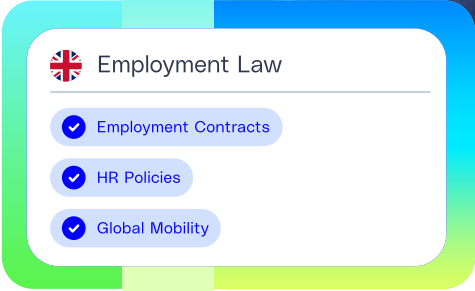 Employment Law
Employment Contracts
HR Policies
Global Mobility